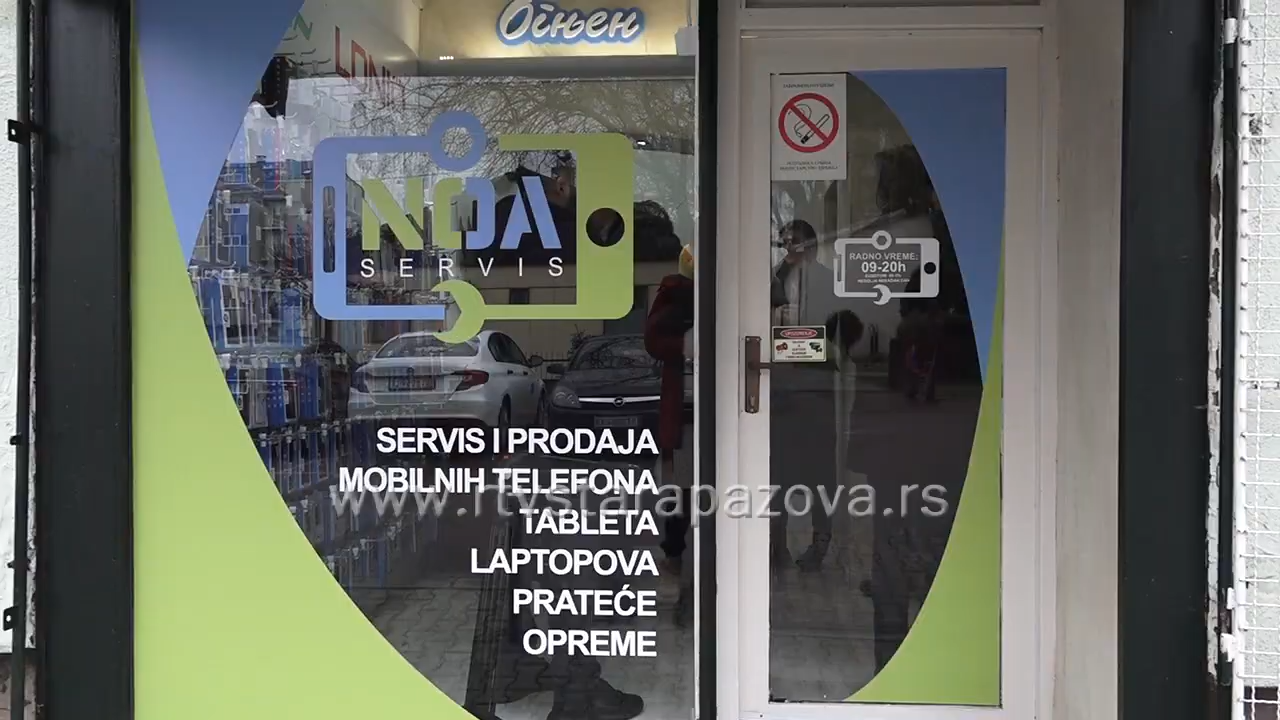 Огњен
NOA
SERVIS
SERVIS I PRODAJA
MOBILNIH TELEFONA
TABLETA
LAPTOPOVA
PRATEĆE
OPREME
www.rtvstarapazova.rs
RADNO VREME:
09-20h